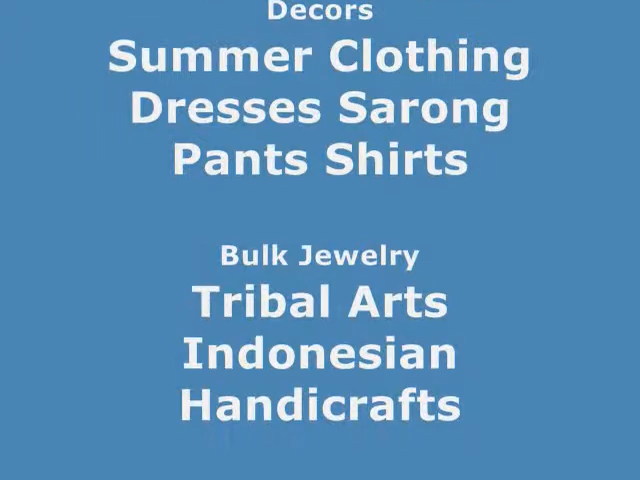 Decors
Summer Clothing
Dresses Sarong
Pants Shirts
Bulk Jewelry
Tribal Arts
Indonesian
Handicrafts